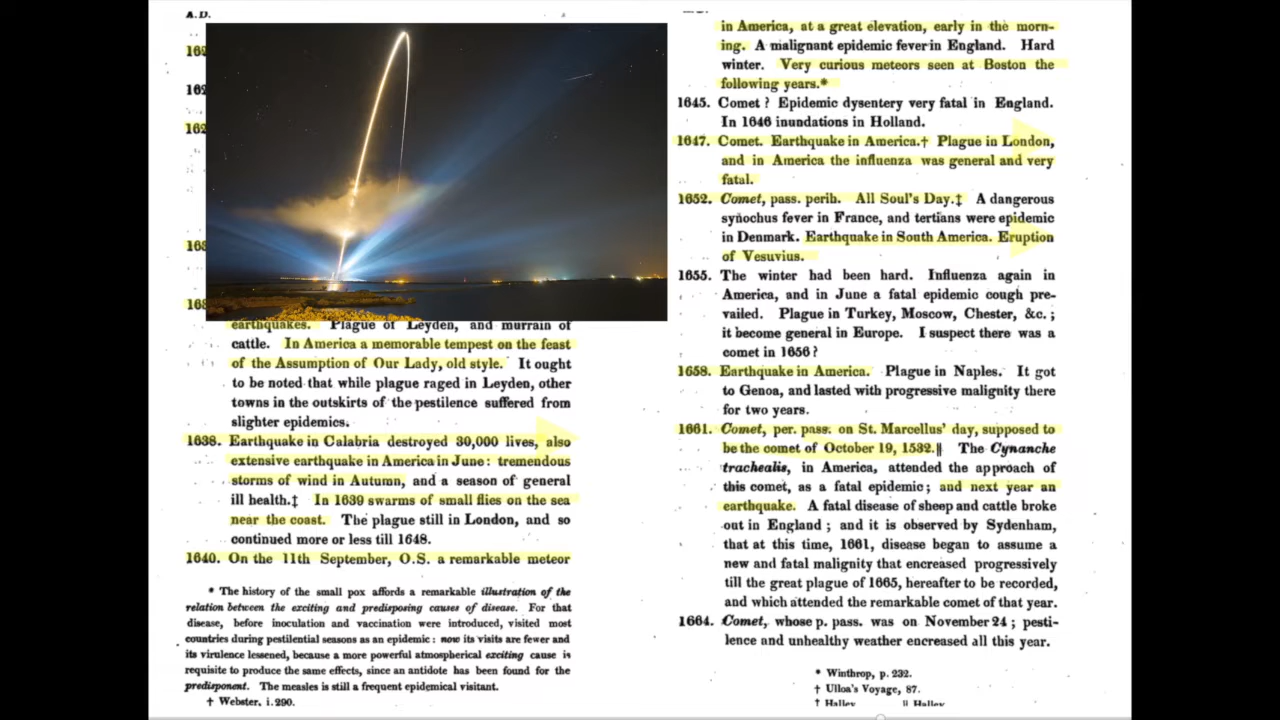 A.D.
earthquakes. Plague of Leyden, and murrain of
cattle. In America a memorable tempest on the feast
of the Assumption of Our Lady, old style. It ought
to be noted that while plague raged in Leyden, other
towns in the outskirts of the pestilence suffered from
slighter epidemics.
1638. Earthquake in Calabria destroyed 30,000 lives, also
extensive earthquake in America in June: tremendous
storms of wind in Autumn, and a season of general
ill health.‡ In 1639 swarms of small flies on the sea
near the coast. The plague still in London, and so
continued more or less till 1648.
1640. On the 11th September, O.S. a remarkable meteor
* The history of the small pox affords a remarkable illustration of the
relation between the exciting and predisposing causes of disease. For that
disease, before inoculation and vaccination were introduced, visited most
countries during pestilential seasons as an epidemic: now its visits are fewer and
its virulence lessened, because a more powerful atmospherical exciting cause is
requisite to produce the same effects, since an antidote has been found for the
predisponent. The measles is still a frequent epidemical visitant.
† Webster, i. 290.
in America, at a great elevation, early in the morn-
ing. A malignant epidemic fever in England. Hard
winter. Very curious meteors seen at Boston the
following years.*
1645. Comet? Epidemic dysentery very fatal in England.
In 1646 inundations in Holland.
1647. Comet. Earthquake in America.† Plague in London,
and in America the influenza was general and very
fatal.
1652. Comet, pass. perih. All Soul's Day.‡ A dangerous
synochus fever in France, and tertians were epidemic
in Denmark. Earthquake in South America. Eruption
of Vesuvius.
1655. The winter had been hard. Influenza again in
America, and in June a fatal epidemic cough pre-
vailed. Plague in Turkey, Moscow, Chester, &c.;
it become general in Europe. I suspect there was a
comet in 1656?
1658. Earthquake in America. Plague in Naples. It got
to Genoa, and lasted with progressive malignity there
for two years.
1661. Comet, per. pass. on St. Marcellus' day, supposed to
be the comet of October 19, 1532.‖ The Cynanche
trachealis, in America, attended the approach of
this comet, as a fatal epidemic; and next year an
earthquake. A fatal disease of sheep and cattle broke
out in England; and it is observed by Sydenham,
that at this time, 1661, disease began to assume a
new and fatal malignity that encreased progressively
till the great plague of 1665, hereafter to be recorded,
and which attended the remarkable comet of that year.
1664. Comet, whose p. pass. was on November 24; pesti-
lence and unhealthy weather encreased all this year.
* Winthrop, p. 232.
† Ulloa's Voyage, 87.
‡ Halley ‖ Halley